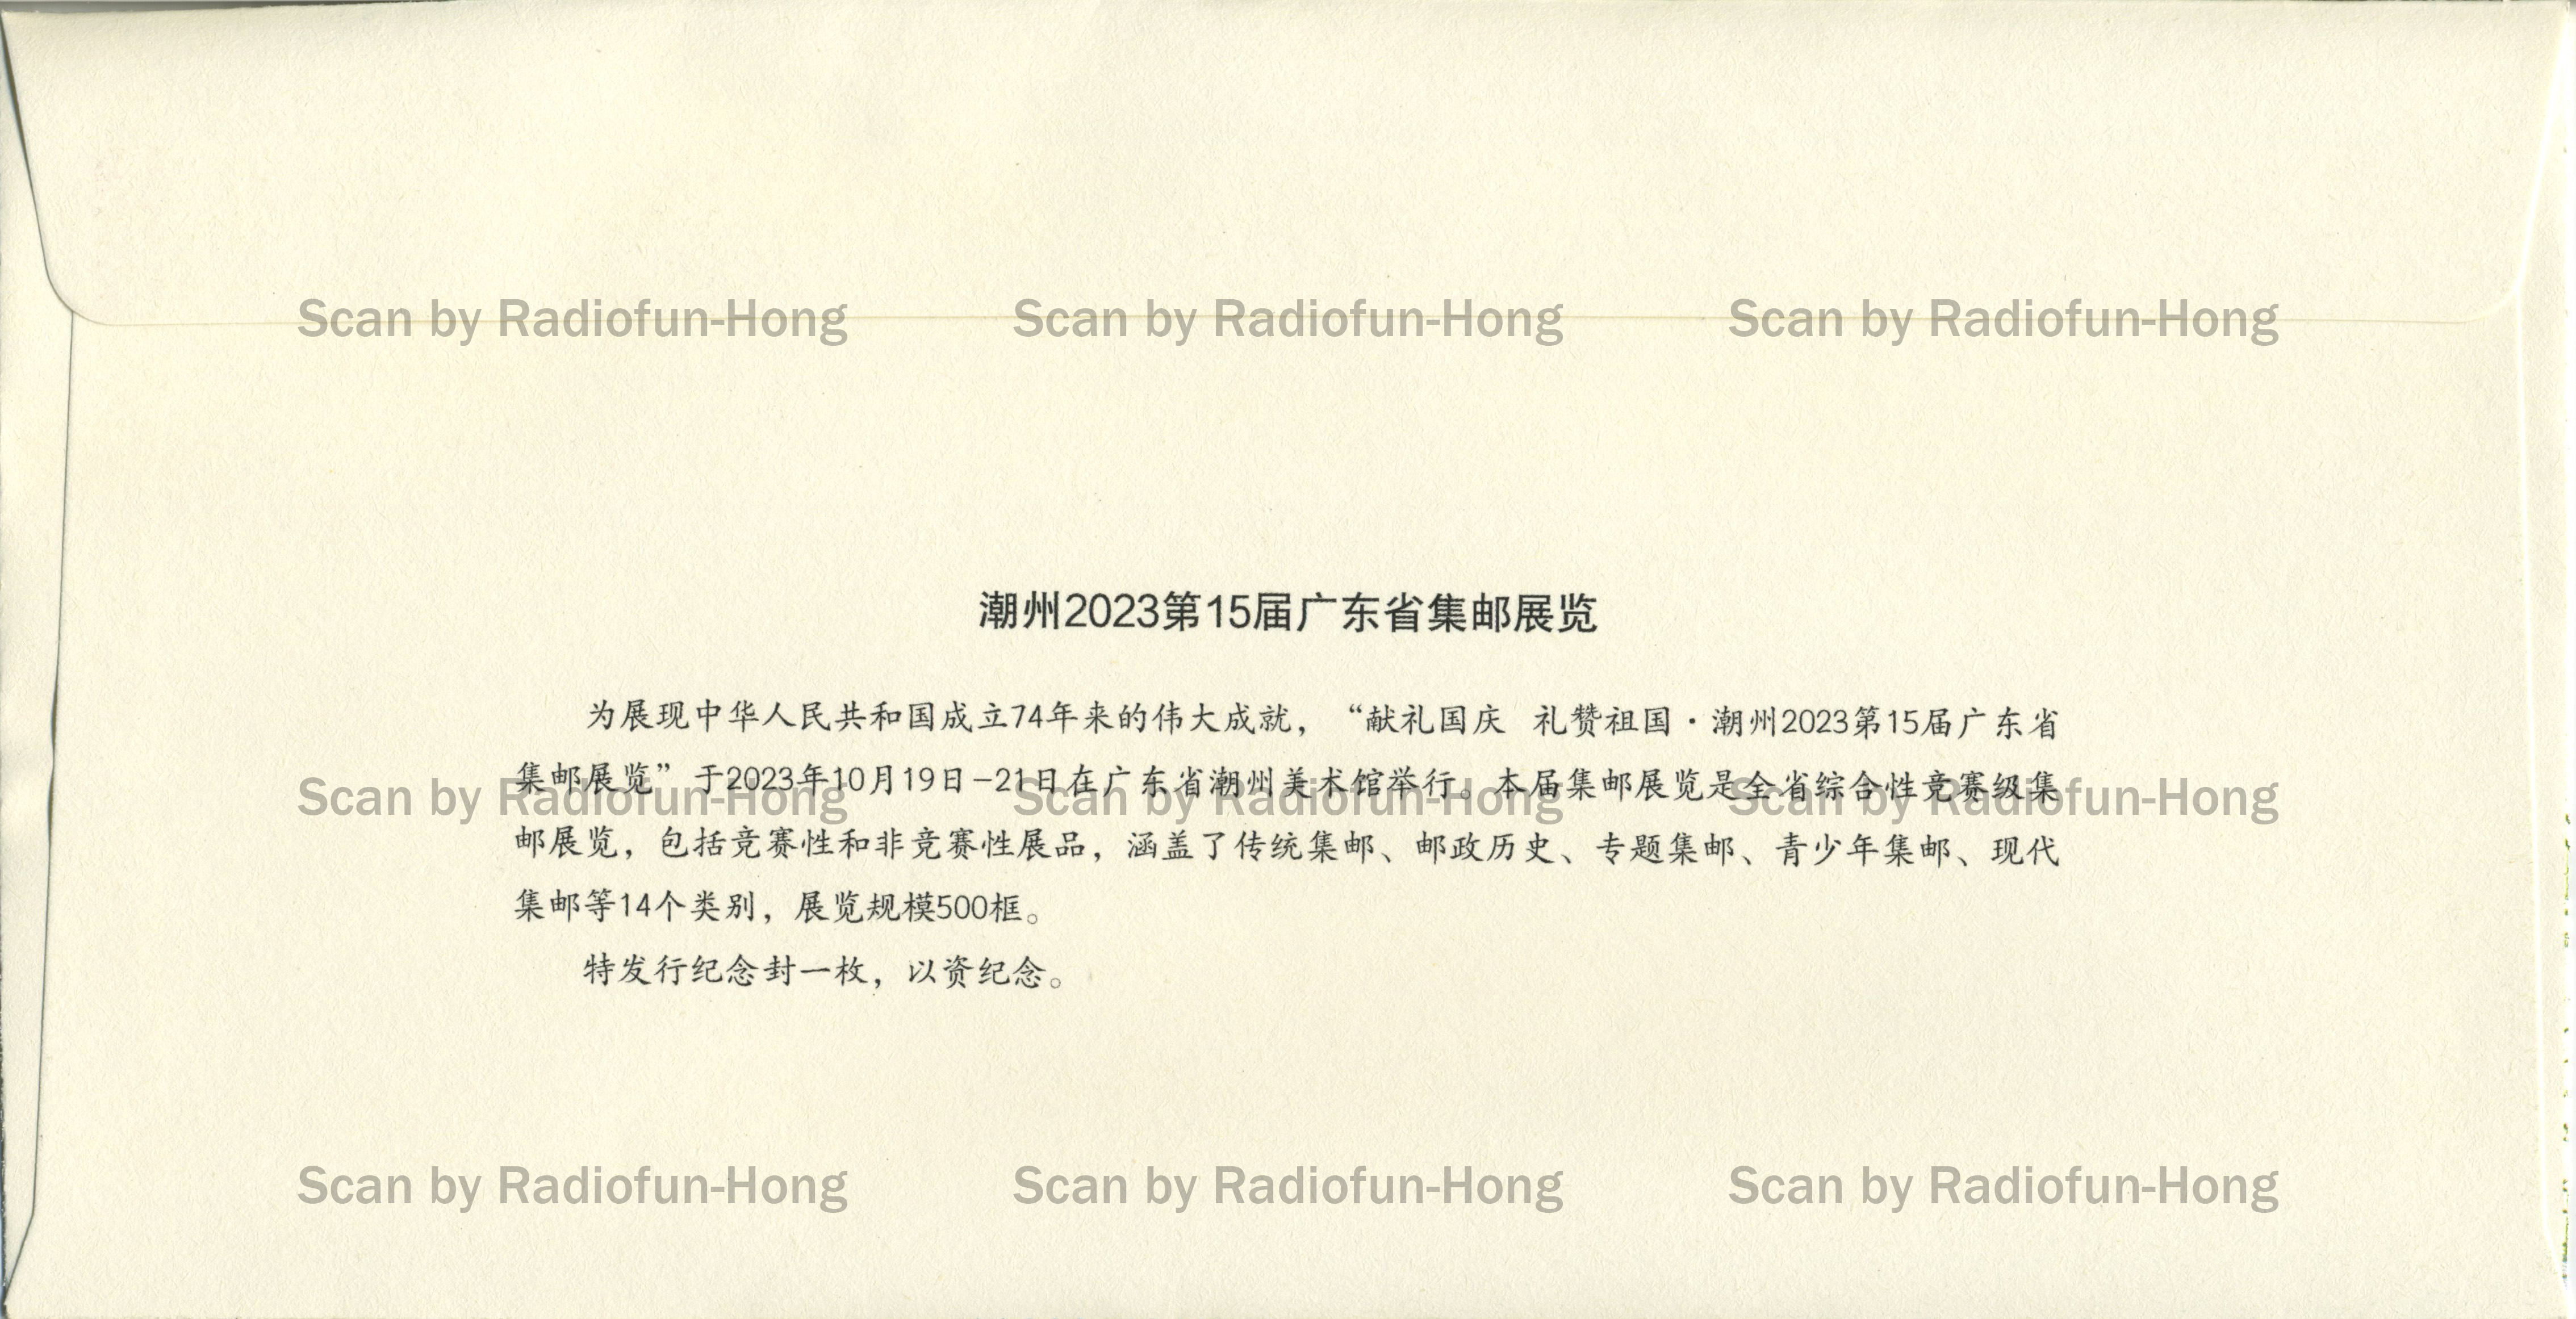 Scan by Radiofun-Hong Scan by Radiofun-Hong Scan by Radiofun-Hong
潮州2023第15届广东省集邮展览
为展现中华人民共和国成立74年来的伟大成就，“献礼国庆 礼赞祖国·潮州2023第15届广东省
集邮展览”于2023年10月19日-21日在广东省潮州美术馆举行。本届集邮展览是全省综合性竞赛级集
Scan by Radiofun-Hong Scan by Radiofun-Hong Scan by Radiofun-Hong
邮展览，包括竞赛性和非竞赛性展品，涵盖了传统集邮、邮政历史、专题集邮、青少年集邮、现代
集邮等14个类别，展览规模500框。
特发行纪念封一枚，以资纪念。
Scan by Radiofun-Hong Scan by Radiofun-Hong Scan by Radiofun-Hong